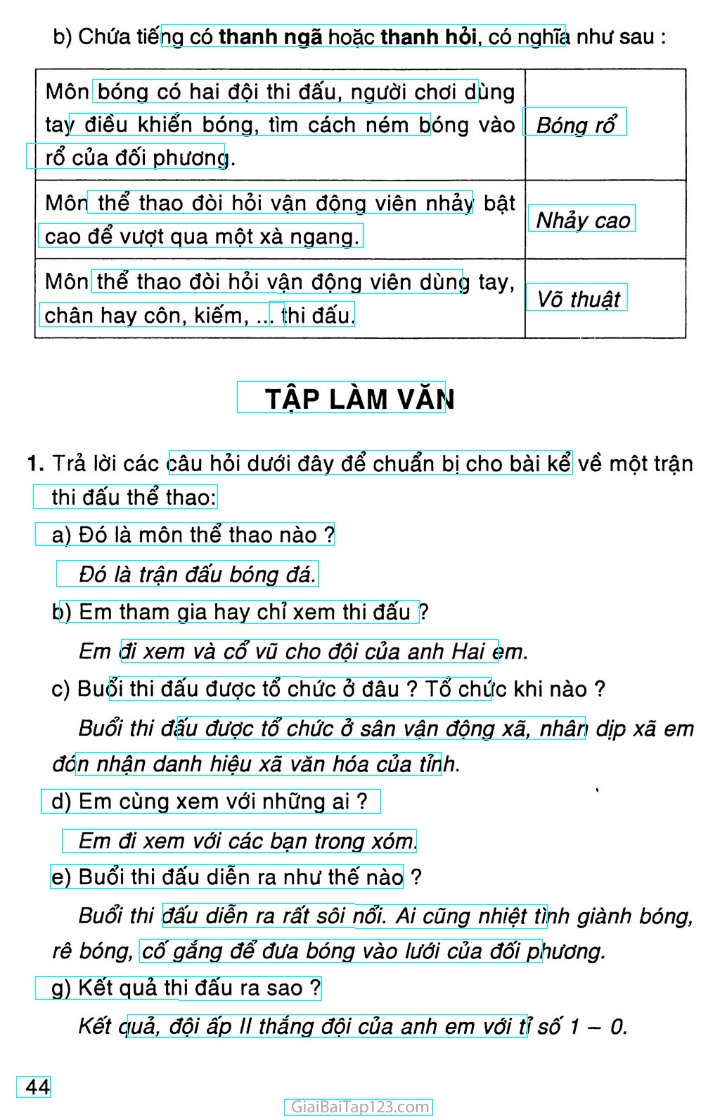 b) Chứa tiếng có thanh ngã hoặc thanh hỏi, có nghĩa như sau :
Môn bóng có hai đội thi đấu, người chơi dùng
tay điều khiển bóng, tìm cách ném bóng vào
rổ của đối phương.
Bóng rổ
Môn thể thao đòi hỏi vận động viên nhảy bật
cao để vượt qua một xà ngang.
Nhảy cao
Môn thể thao đòi hỏi vận động viên dùng tay,
chân hay côn, kiếm, ... thi đấu.
Võ thuật
TẬP LÀM VĂN
1. Trả lời các câu hỏi dưới đây để chuẩn bị cho bài kể về một trận
thi đấu thể thao:
a) Đó là môn thể thao nào ?
Đó là trận đấu bóng đá.
b) Em tham gia hay chỉ xem thi đấu ?
Em đi xem và cổ vũ cho đội của anh Hai em.
c) Buổi thi đấu được tổ chức ở đâu ? Tổ chức khi nào ?
Buổi thi đấu được tổ chức ở sân vận động xã, nhân dịp xã em
đón nhận danh hiệu xã văn hóa của tỉnh.
d) Em cùng xem với những ai ?
Em đi xem với các bạn trong xóm.
e) Buổi thi đấu diễn ra như thế nào ?
Buổi thi đấu diễn ra rất sôi nổi. Ai cũng nhiệt tình giành bóng,
rê bóng, cố gắng để đưa bóng vào lưới của đối phương.
g) Kết quả thi đấu ra sao ?
Kết quả, đội ấp II thắng đội của anh em với tỉ số 1 – 0.
44
GiaiBaiTap123.com